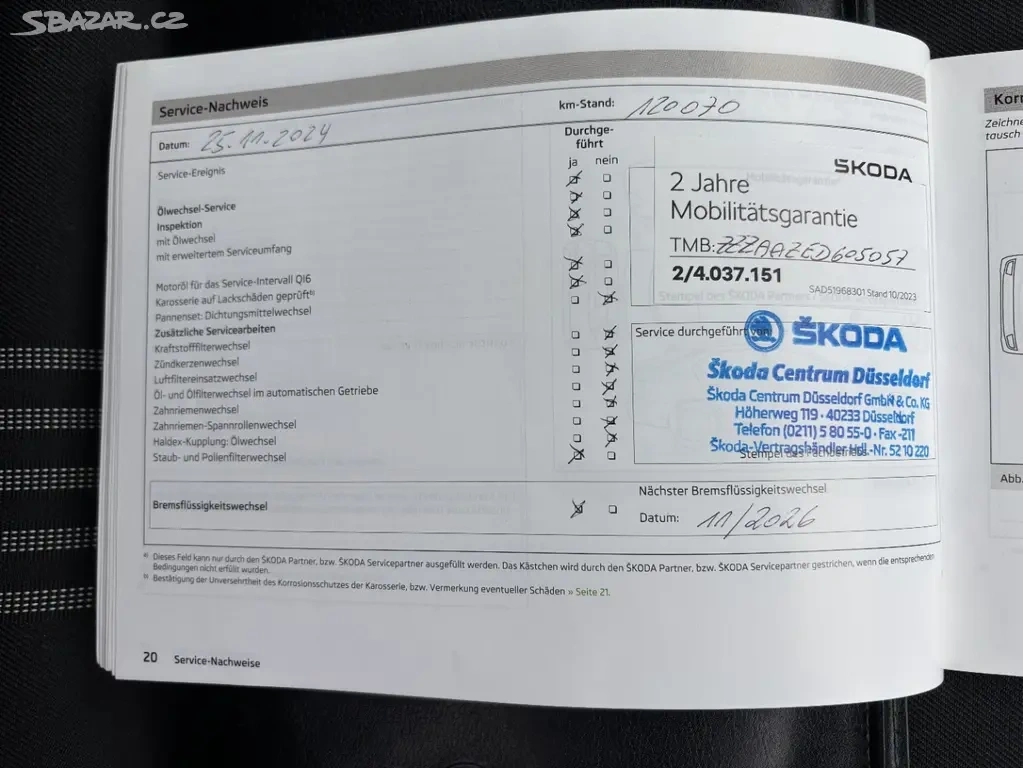 SBAZAR.CZ
Service-Nachweis
km-Stand: 120070
Datum: 25.11.2024
Durchge-
führt
ja nein
Service-Ereignis
Ölwechsel-Service
Inspektion
mit Ölwechsel
mit erweitertem Serviceumfang
Motoröl für das Service-Intervall QI6
Karosserie auf Lackschäden geprüft b)
Pannenset: Dichtungsmittelwechsel
Zusätzliche Servicearbeiten
Kraftstofffilterwechsel
Zündkerzenwechsel
Luftfiltereinsatzwechsel
Öl- und Ölfilterwechsel im automatischen Getriebe
Zahnriemenwechsel
Zahnriemen-Spannrollenwechsel
Haldex-Kupplung: Ölwechsel
Staub- und Pollenfilterwechsel
ŠKODA
2 Jahre
Mobilitätsgarantie
TMB: ZZZAAZED605057
2/4.037.151
SAD51968301 Stand 10/2023
Service durchgeführt von
ŠKODA
Škoda Centrum Düsseldorf
Škoda Centrum Düsseldorf GmbH & Co. KG
Höherweg 119 · 40233 Düsseldorf
Telefon (0211) 5 80 55-0 · Fax -211
Škoda-Vertragshändler Hdl.-Nr. 52 10 220
Bremsflüssigkeitswechsel
Nächster Bremsflüssigkeitswechsel
Datum: 11/2026
a) Dieses Feld kann nur durch den ŠKODA Partner, bzw. ŠKODA Servicepartner ausgefüllt werden. Das Kästchen wird durch den ŠKODA Partner, bzw. ŠKODA Servicepartner gestrichen, wenn die entsprechenden
Bedingungen nicht erfüllt wurden.
b) Bestätigung der Unversehrtheit des Korrosionsschutzes der Karosserie, bzw. Vermerkung eventueller Schäden » Seite 21.
20 Service-Nachweise
Zeichne
tausch
Abb.